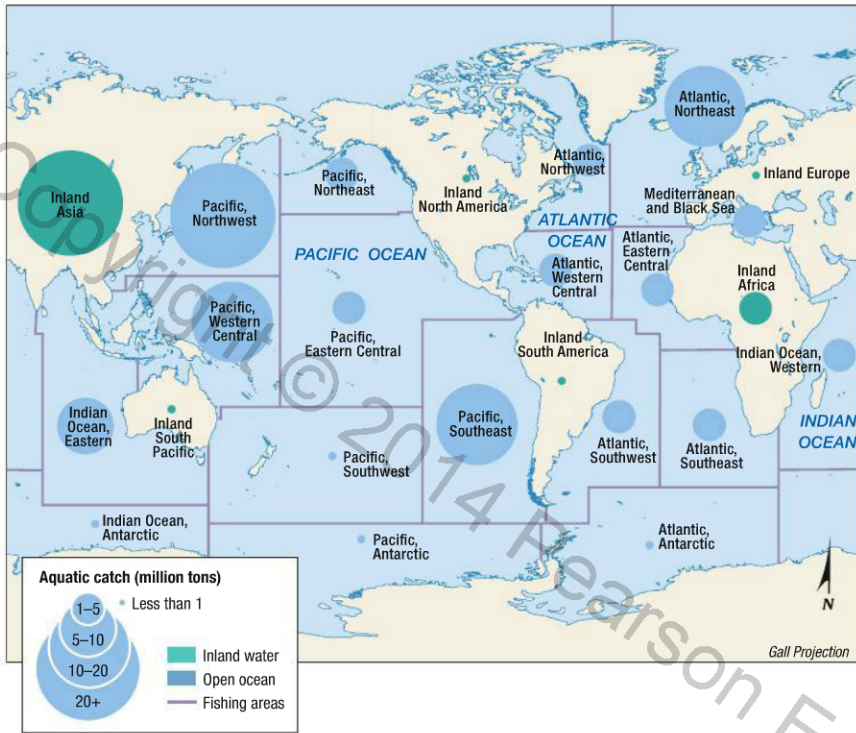 Atlantic,
Northeast
Atlantic,
Northwest
Inland Europe
Pacific,
Northeast
Inland
North America
Inland
Asia
Pacific,
Northwest
Mediterranean
and Black Sea
ATLANTIC
OCEAN
PACIFIC OCEAN
Atlantic,
Eastern
Central
Atlantic,
Western
Central
Inland
Africa
Pacific,
Western
Central
Pacific,
Eastern Central
Inland
South America
Indian Ocean,
Western
Indian
Ocean,
Eastern
Inland
South
Pacific
Pacific,
Southeast
Atlantic,
Southwest
Atlantic,
Southeast
INDIAN
OCEAN
Pacific,
Southwest
Indian Ocean,
Antarctic
Pacific,
Antarctic
Atlantic,
Antarctic
Aquatic catch (million tons)
1–5
Less than 1
5–10
10–20
20+
Inland water
Open ocean
Fishing areas
N
Gall Projection
Copyright © 2014 Pearson E